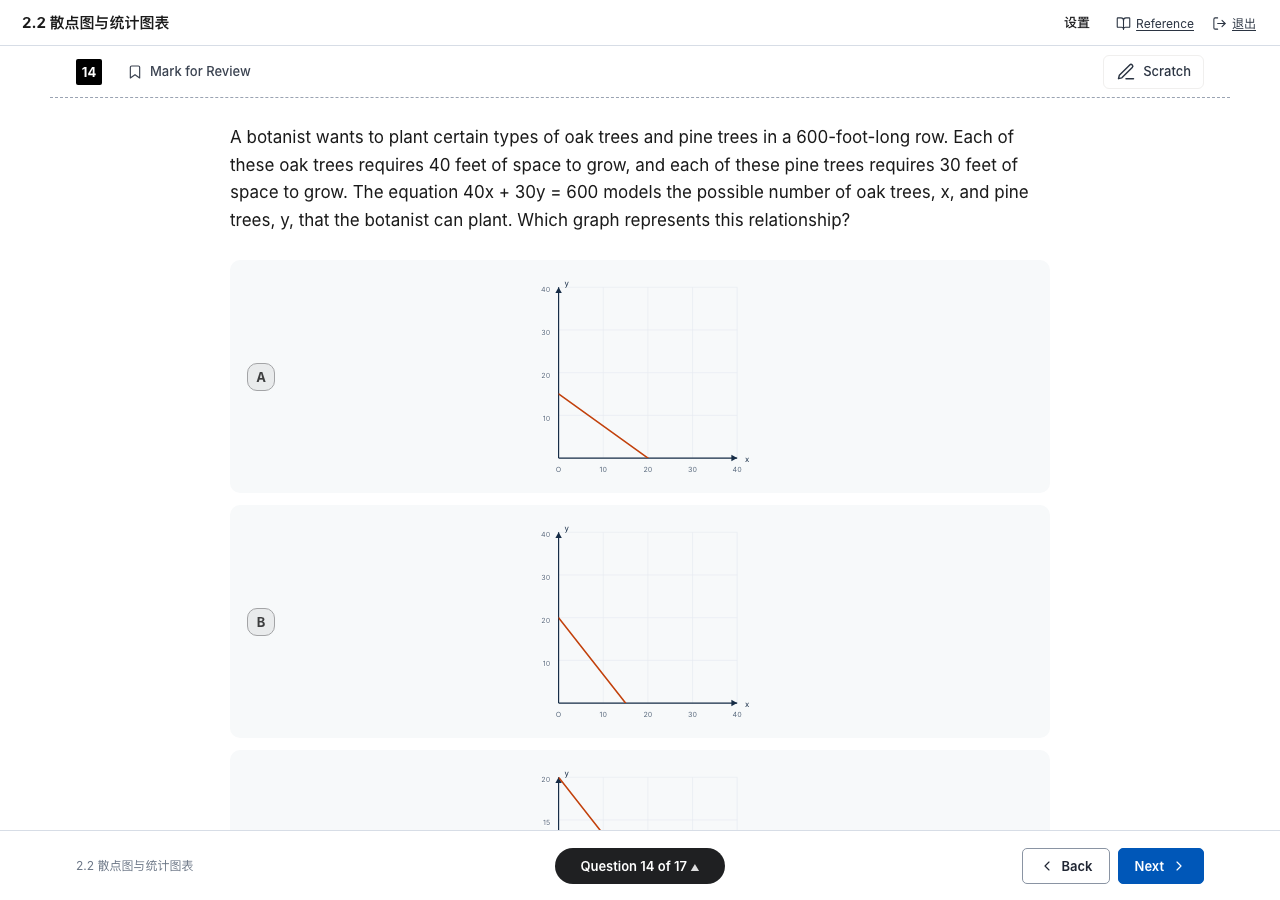 2.2 散点图与统计图表
设置
Reference
退出
14
Mark for Review
Scratch
A botanist wants to plant certain types of oak trees and pine trees in a 600-foot-long row. Each of
these oak trees requires 40 feet of space to grow, and each of these pine trees requires 30 feet of
space to grow. The equation 40x + 30y = 600 models the possible number of oak trees, x, and pine
trees, y, that the botanist can plant. Which graph represents this relationship?
A
y
40
30
20
10
O 10 20 30 40
x
B
y
40
30
20
10
O 10 20 30 40
x
y
20
15
2.2 散点图与统计图表
Question 14 of 17 ▲
Back
Next